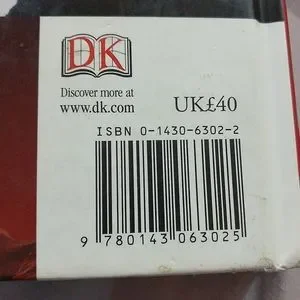 DK
Discover more at
www.dk.com
UK£40
ISBN 0-1430-6302-2
9 780143 063025